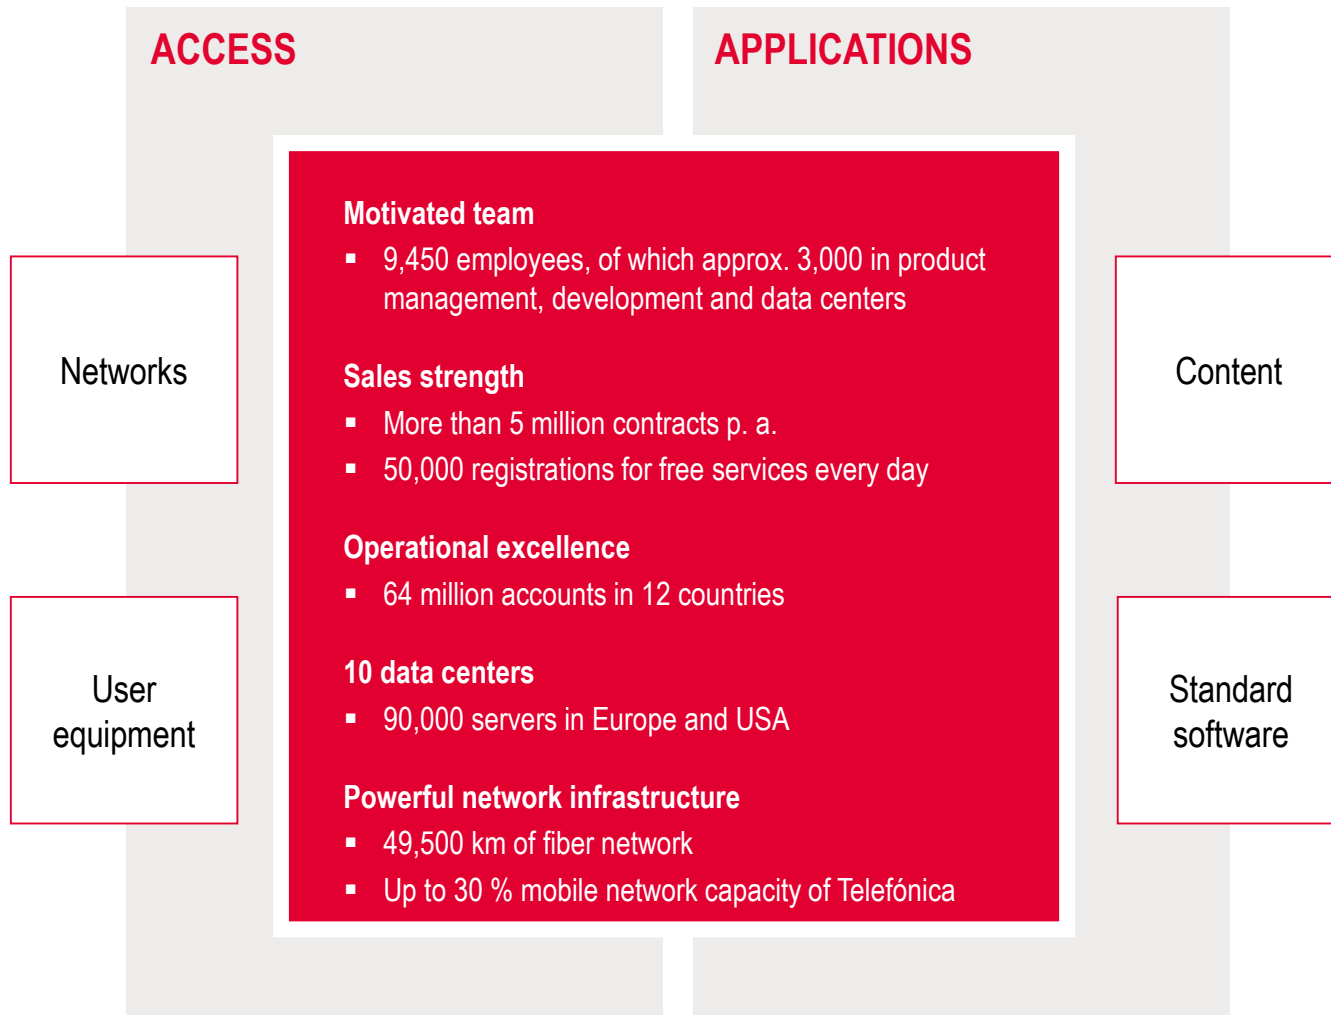 ACCESS
APPLICATIONS
Motivated team
▪ 9,450 employees, of which approx. 3,000 in product
management, development and data centers
Sales strength
▪ More than 5 million contracts p. a.
▪ 50,000 registrations for free services every day
Operational excellence
▪ 64 million accounts in 12 countries
10 data centers
▪ 90,000 servers in Europe and USA
Powerful network infrastructure
▪ 49,500 km of fiber network
▪ Up to 30 % mobile network capacity of Telefónica
Networks
User
equipment
Content
Standard
software